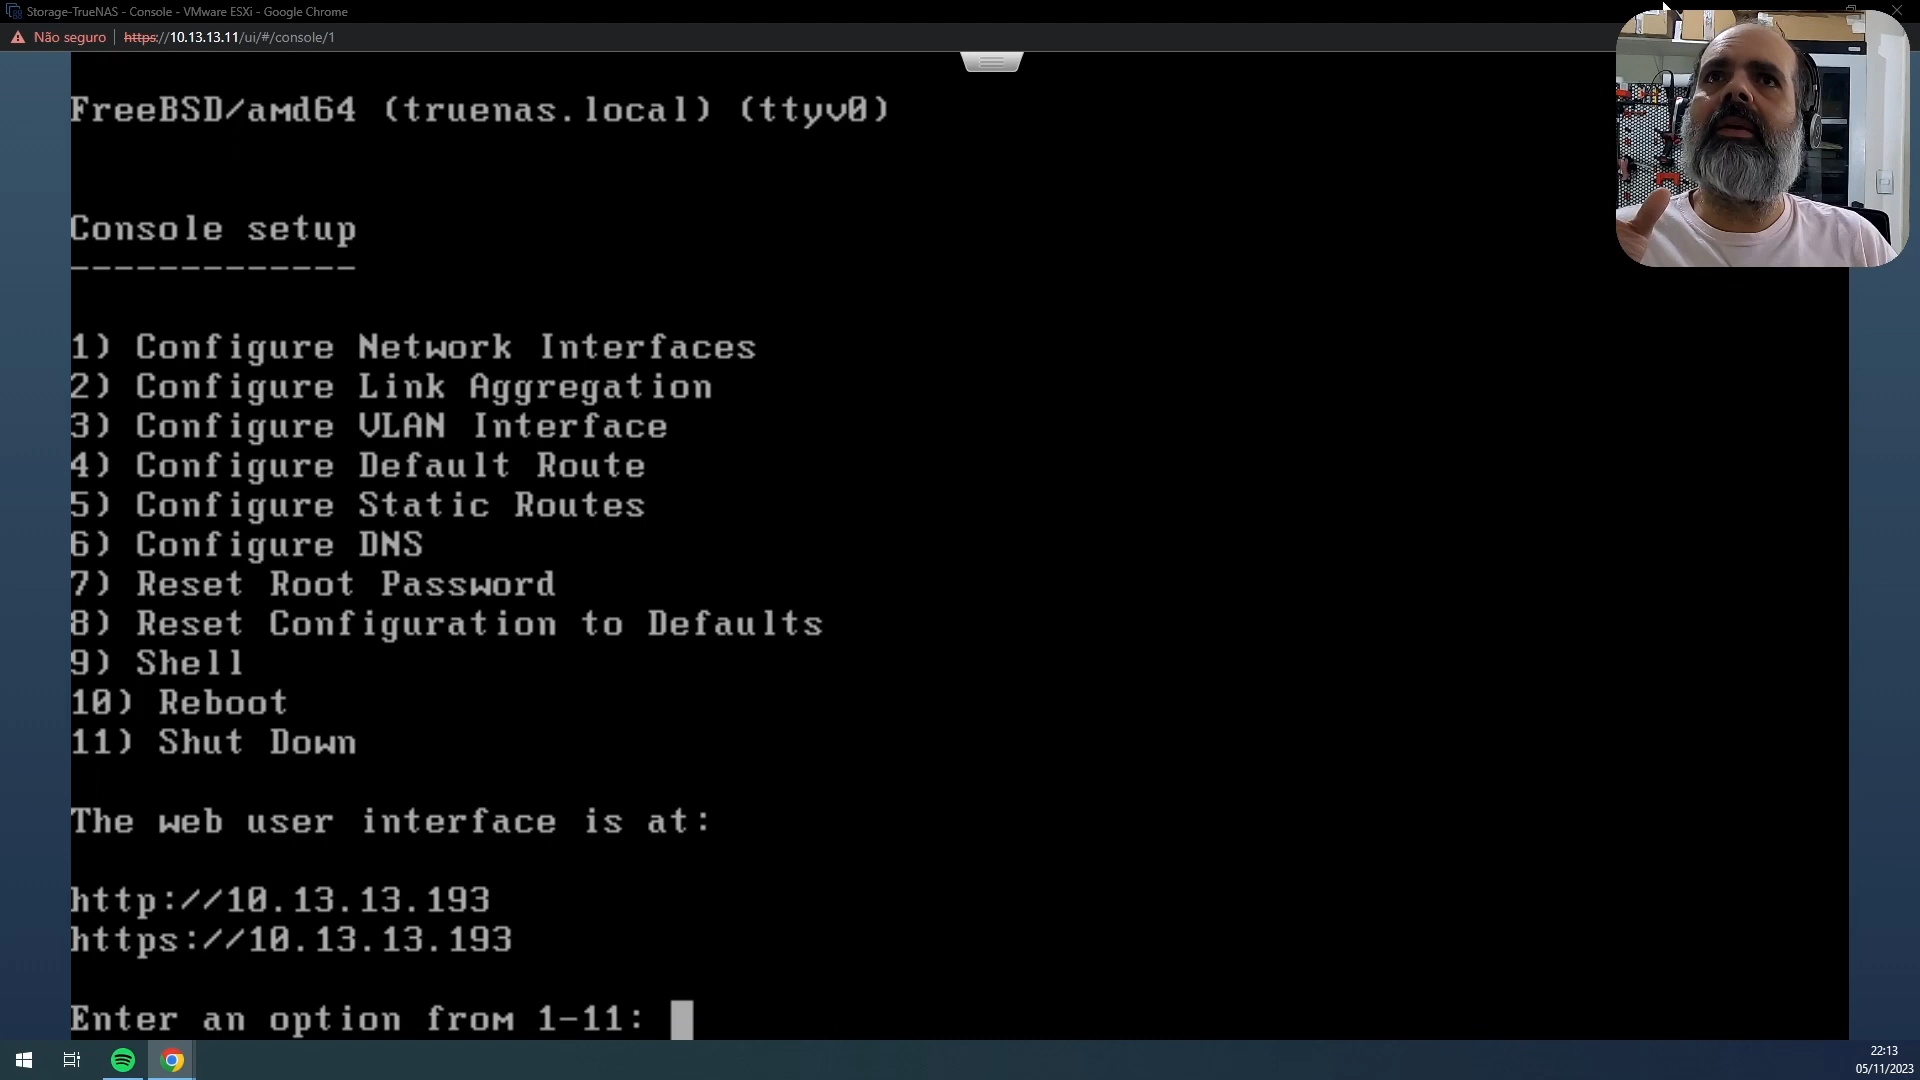 Storage-TrueNAS - Console - VMware ESXi - Google Chrome
Não seguro | https://10.13.13.11/ui/#/console/1
FreeBSD/amd64 (truenas.local) (ttyv0)
Console setup
-------------
1) Configure Network Interfaces
2) Configure Link Aggregation
3) Configure VLAN Interface
4) Configure Default Route
5) Configure Static Routes
6) Configure DNS
7) Reset Root Password
8) Reset Configuration to Defaults
9) Shell
10) Reboot
11) Shut Down
The web user interface is at:
http://10.13.13.193
https://10.13.13.193
Enter an option from 1-11:
22:13
05/11/2023